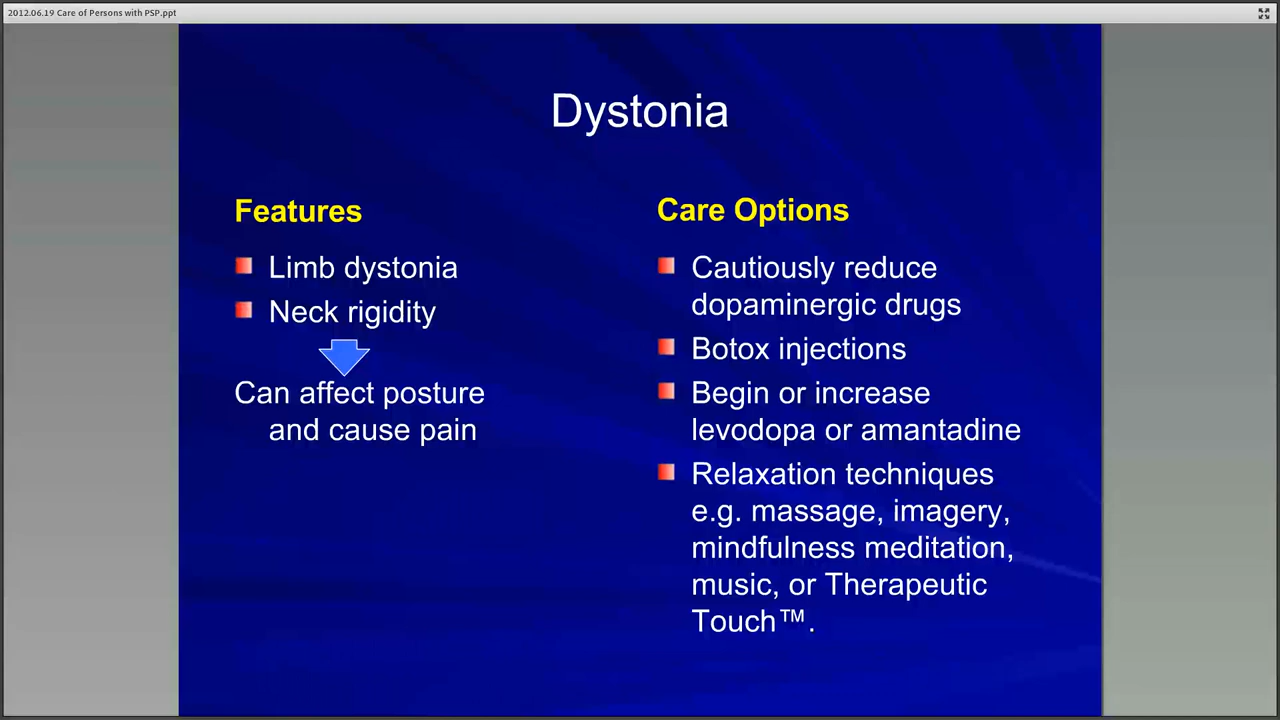 2012.06.19 Care of Persons with PSP.ppt
Dystonia
Features
Limb dystonia
Neck rigidity
Can affect posture
and cause pain
Care Options
Cautiously reduce
dopaminergic drugs
Botox injections
Begin or increase
levodopa or amantadine
Relaxation techniques
e.g. massage, imagery,
mindfulness meditation,
music, or Therapeutic
Touch™.